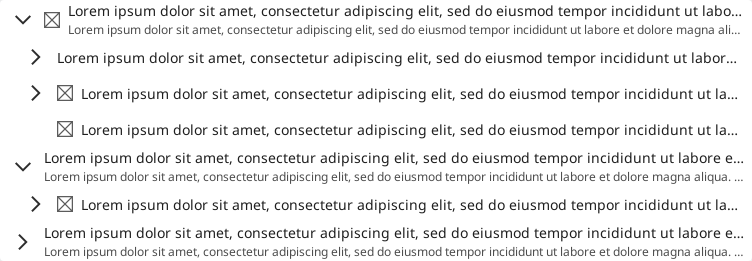 Lorem ipsum dolor sit amet, consectetur adipiscing elit, sed do eiusmod tempor incididunt ut labo...
Lorem ipsum dolor sit amet, consectetur adipiscing elit, sed do eiusmod tempor incididunt ut labore et dolore magna ali...
Lorem ipsum dolor sit amet, consectetur adipiscing elit, sed do eiusmod tempor incididunt ut labor...
Lorem ipsum dolor sit amet, consectetur adipiscing elit, sed do eiusmod tempor incididunt ut la...
Lorem ipsum dolor sit amet, consectetur adipiscing elit, sed do eiusmod tempor incididunt ut la...
Lorem ipsum dolor sit amet, consectetur adipiscing elit, sed do eiusmod tempor incididunt ut labore e...
Lorem ipsum dolor sit amet, consectetur adipiscing elit, sed do eiusmod tempor incididunt ut labore et dolore magna aliqua. ...
Lorem ipsum dolor sit amet, consectetur adipiscing elit, sed do eiusmod tempor incididunt ut la...
Lorem ipsum dolor sit amet, consectetur adipiscing elit, sed do eiusmod tempor incididunt ut labore e...
Lorem ipsum dolor sit amet, consectetur adipiscing elit, sed do eiusmod tempor incididunt ut labore et dolore magna aliqua. ...